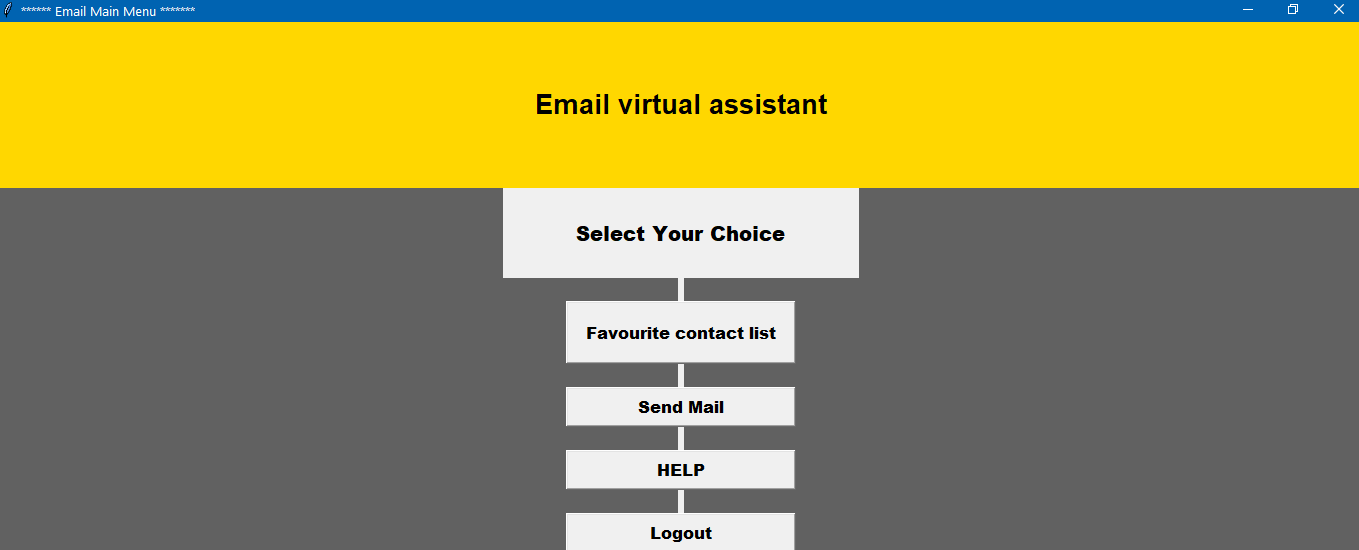 ****** Email Main Menu *******
Email virtual assistant
Select Your Choice
Favourite contact list
Send Mail
HELP
Logout